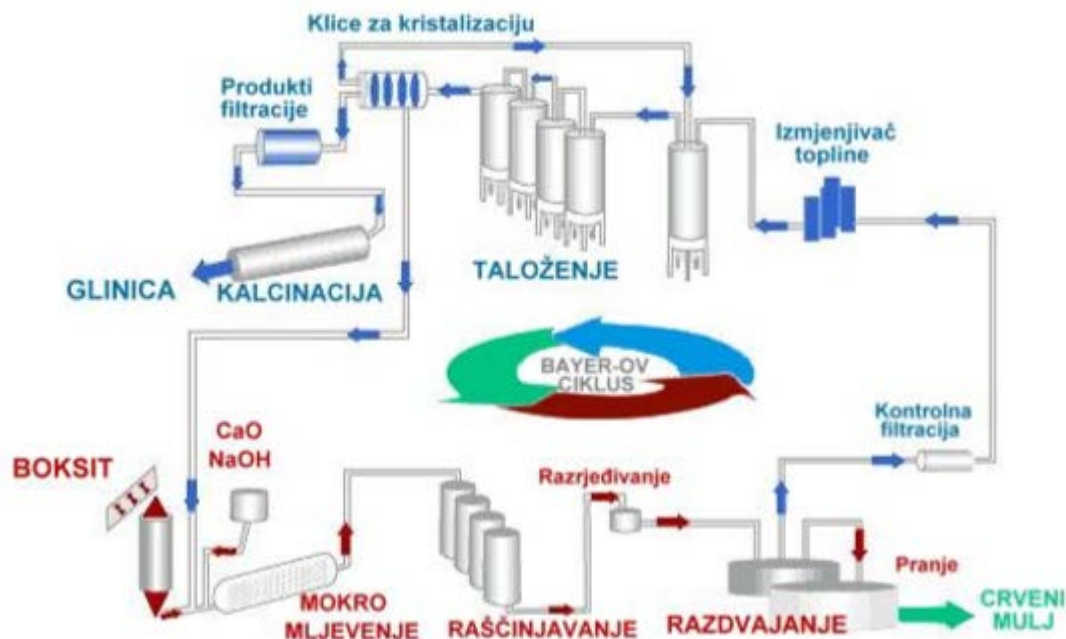 Klice za kristalizaciju
Produkti
filtracije
Izmjenjivač
topline
TALOŽENJE
GLINICA
KALCINACIJA
BAYER-OV
CIKLUS
Kontrolna
filtracija
CaO
NaOH
BOKSIT
Razrjeđivanje
Pranje
MOKRO
MLJEVENJE
RAŠČINJAVANJE
RAZDVAJANJE
CRVENI
MULJ